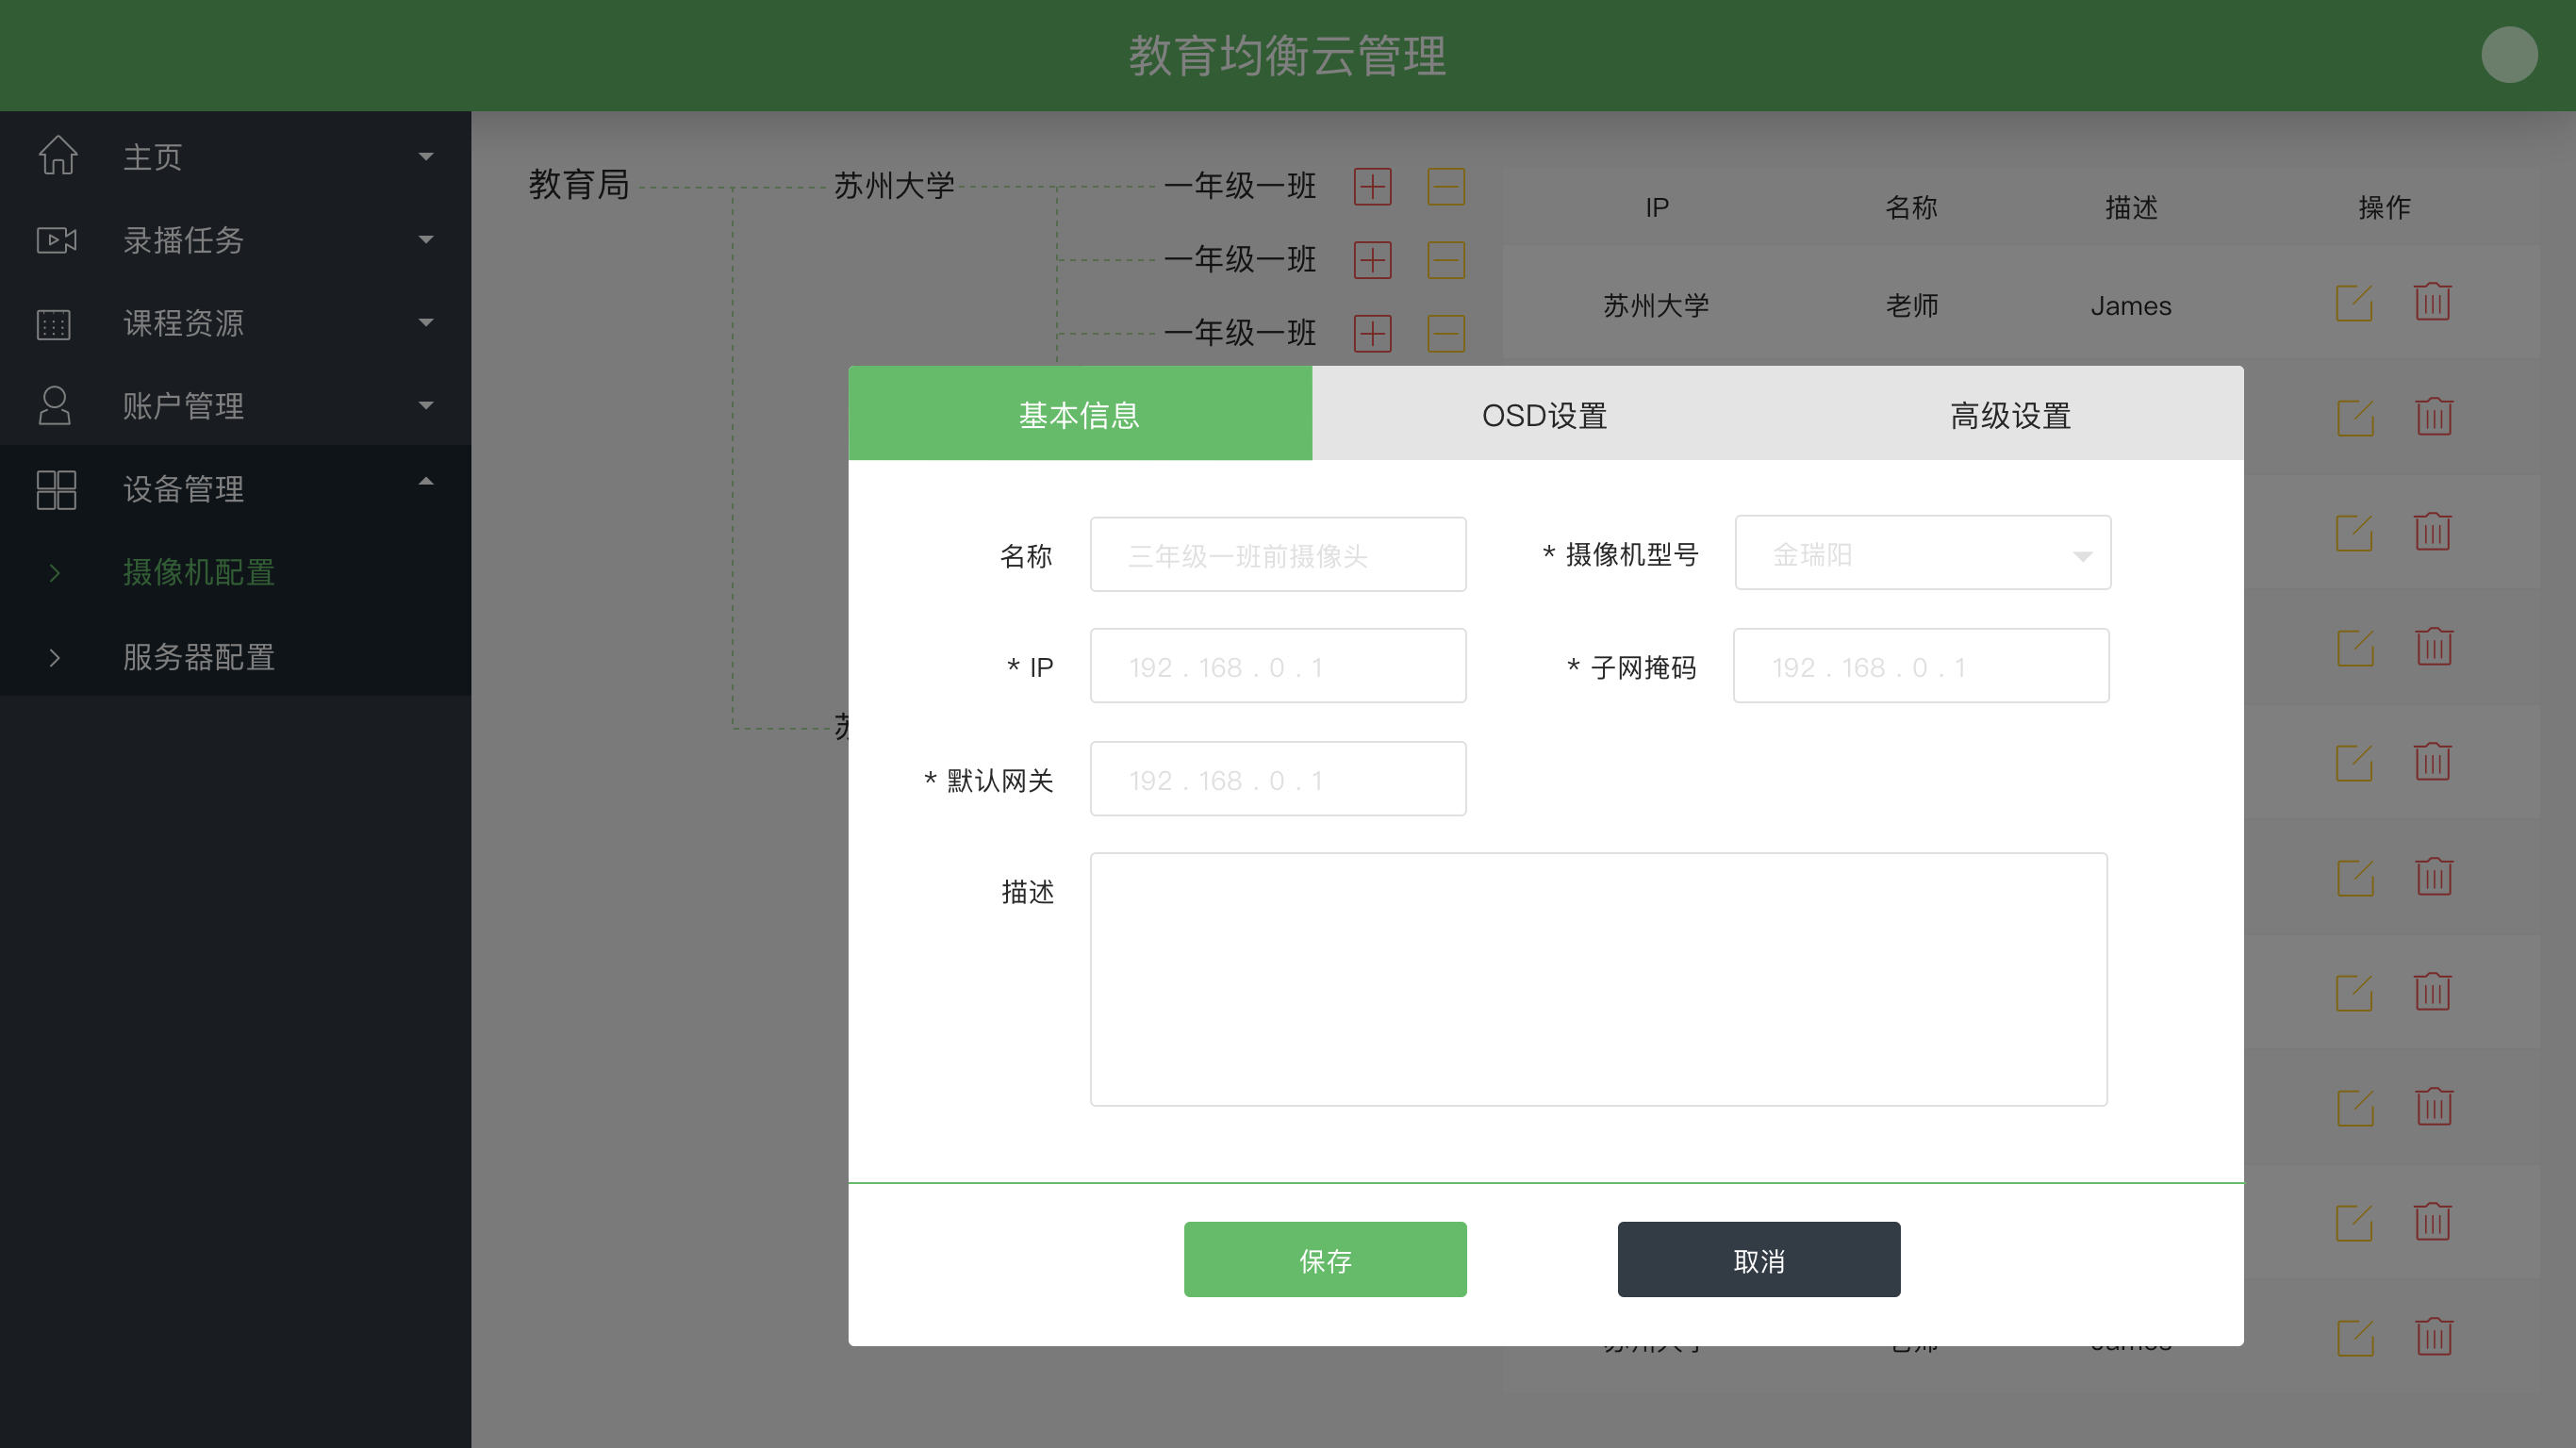 教育均衡云管理
主页
录播任务
课程资源
账户管理
设备管理
摄像机配置
服务器配置
教育局
苏州大学
一年级一班
一年级一班
一年级一班
IP 名称 描述 操作
苏州大学 老师 James
基本信息 OSD设置 高级设置
名称 三年级一班前摄像头 * 摄像机型号 金瑞阳
* IP 192 . 168 . 0 . 1 * 子网掩码 192 . 168 . 0 . 1
* 默认网关 192 . 168 . 0 . 1
描述
保存 取消